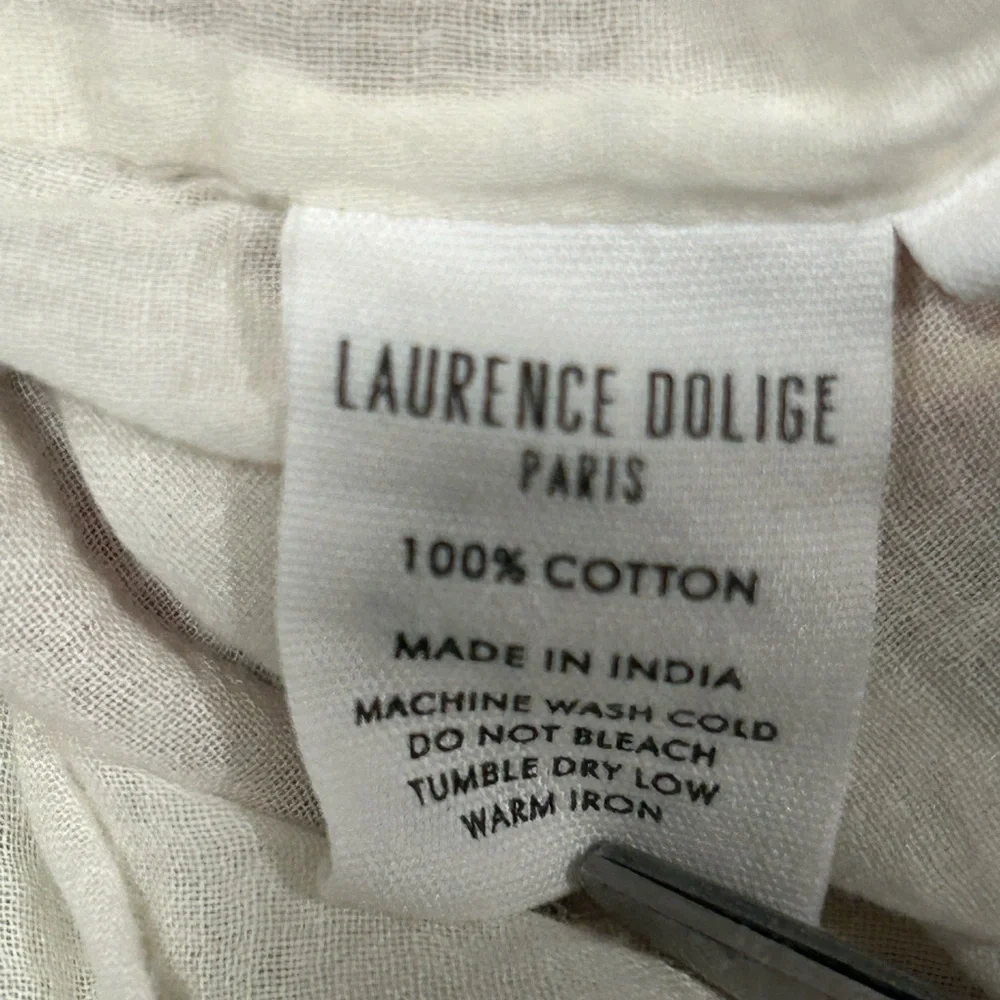 LAURENCE DOLIGE
PARIS
100% COTTON
MADE IN INDIA
MACHINE WASH COLD
DO NOT BLEACH
TUMBLE DRY LOW
WARM IRON